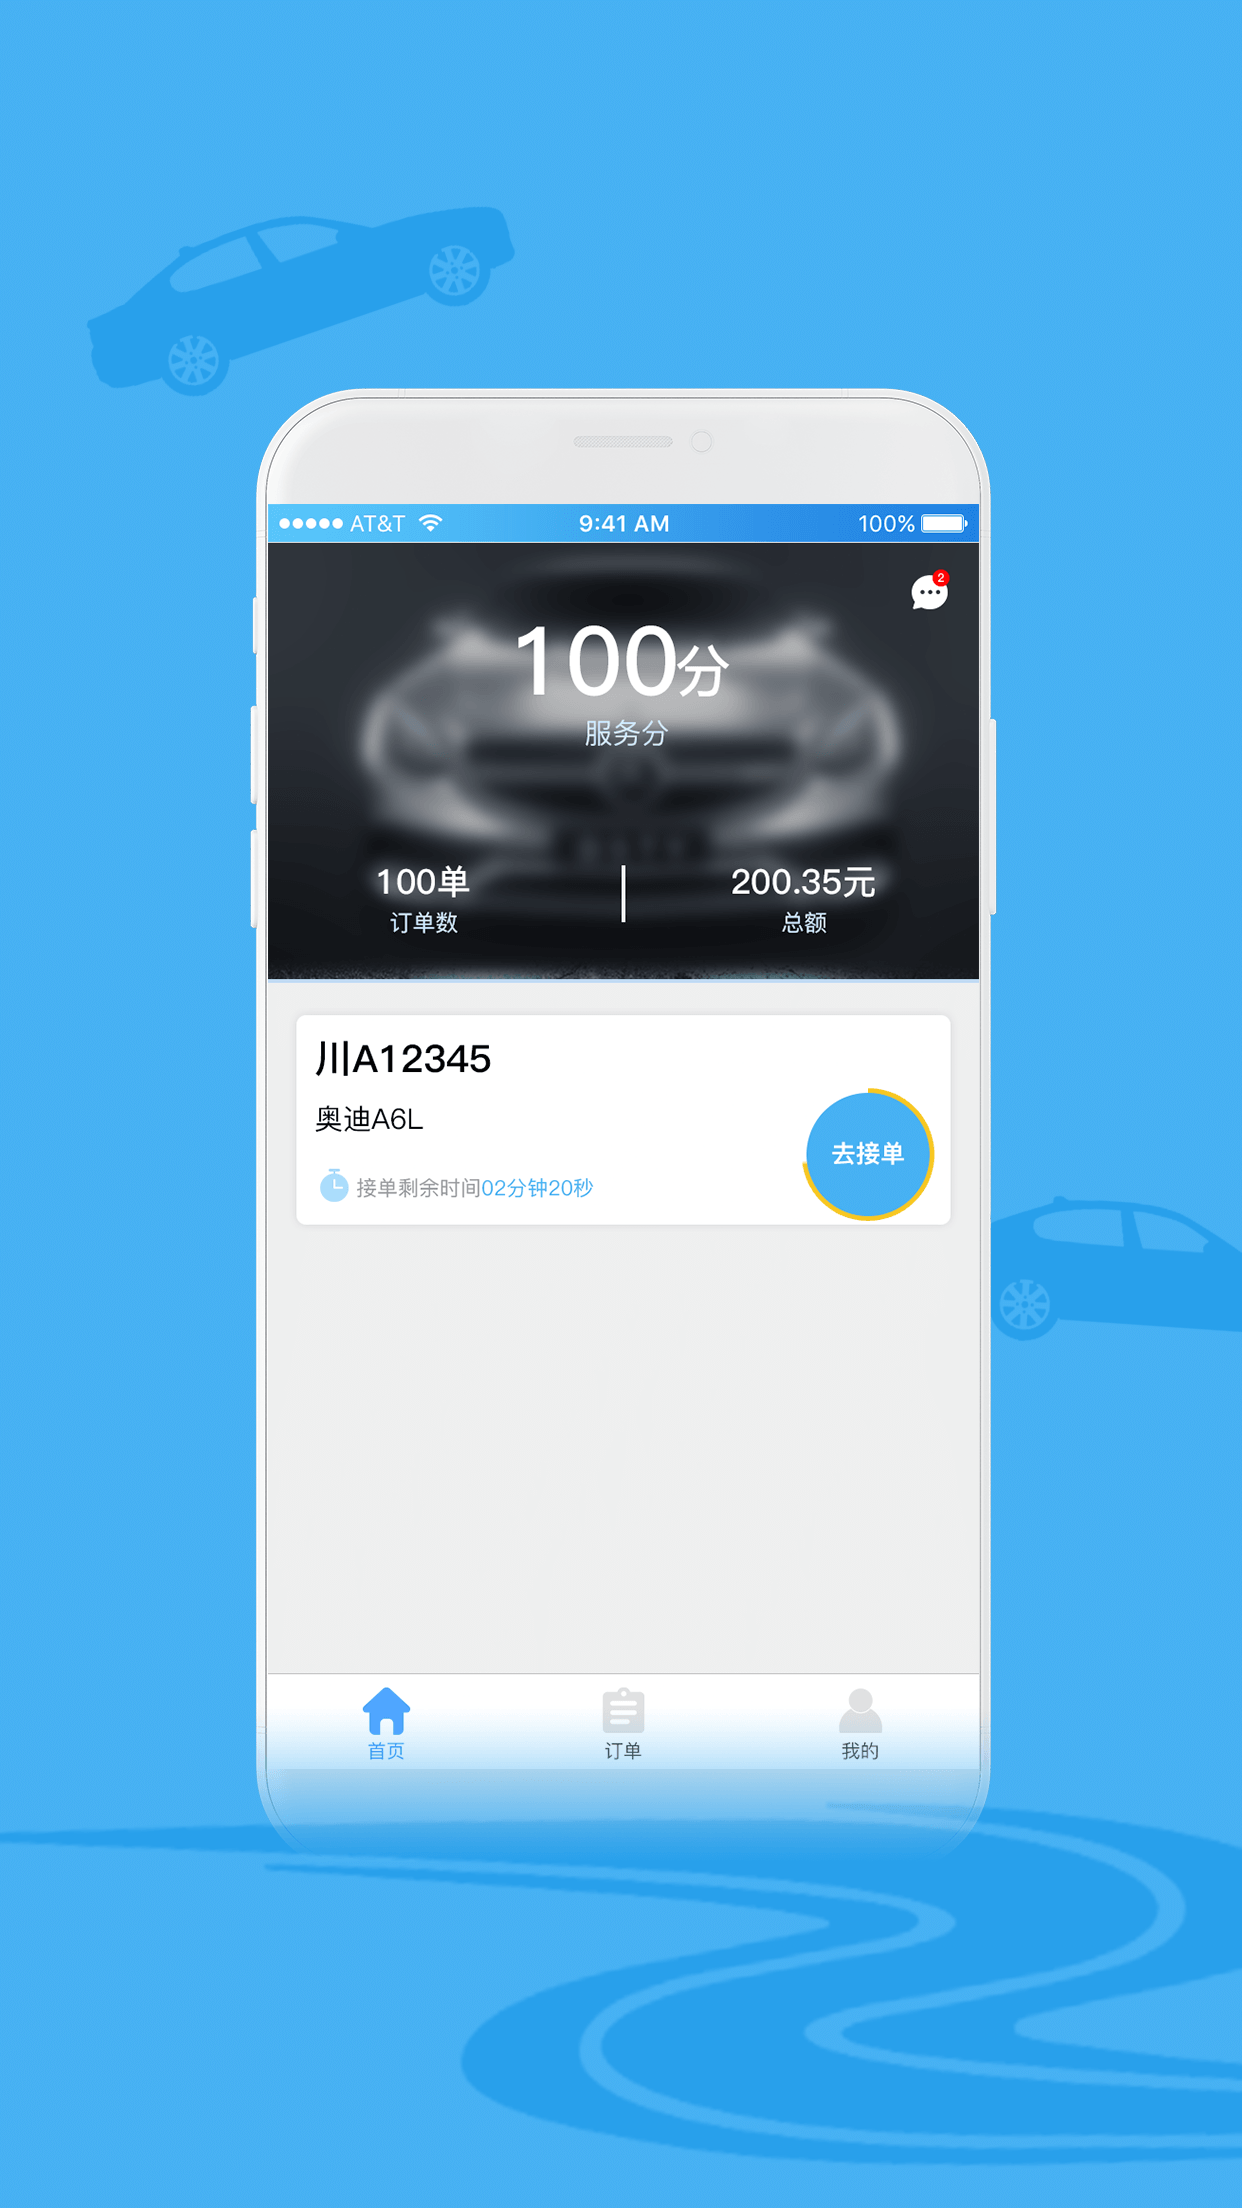 AT&T 9:41 AM 100%
2
100分
服务分
100单 200.35元
订单数 总额
川A12345
奥迪A6L
去接单
接单剩余时间02分钟20秒
首页 订单 我的